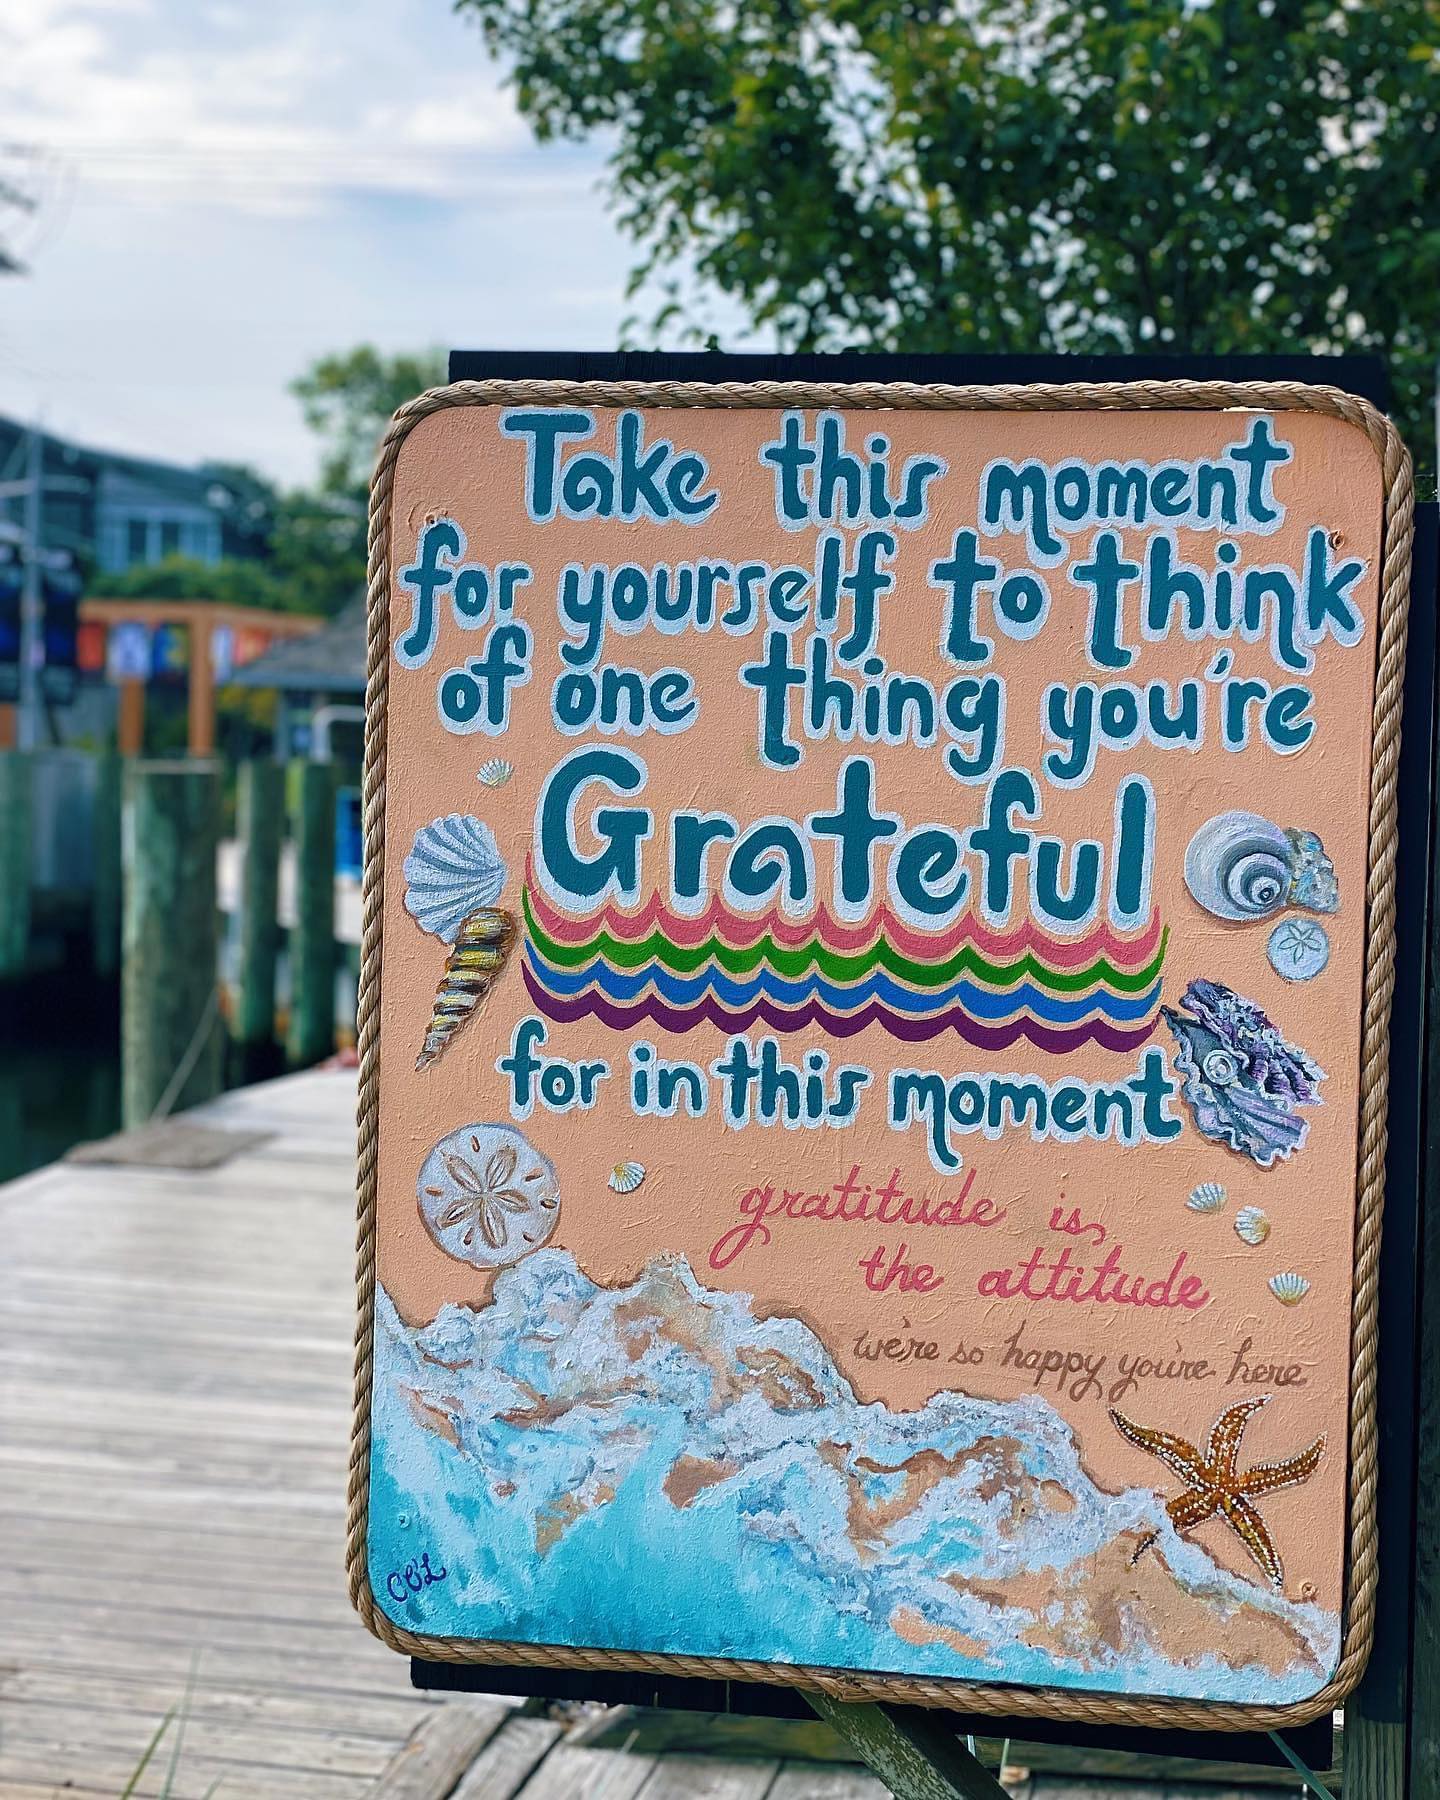 Take this moment
for yourself to think
of one thing you're
Grateful
for in this moment
gratitude is
the attitude
we're so happy you're here